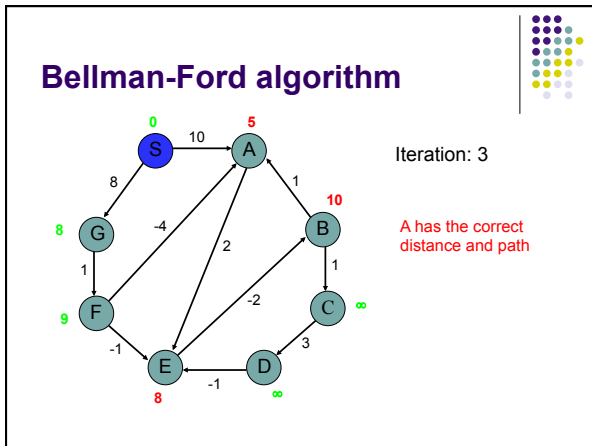 Bellman-Ford algorithm
0
5
S
10
A
Iteration: 3
8
1
10
A has the correct
distance and path
8
G
-4
B
2
1
1
-2
9
F
C
∞
-1
3
E
-1
D
8
∞